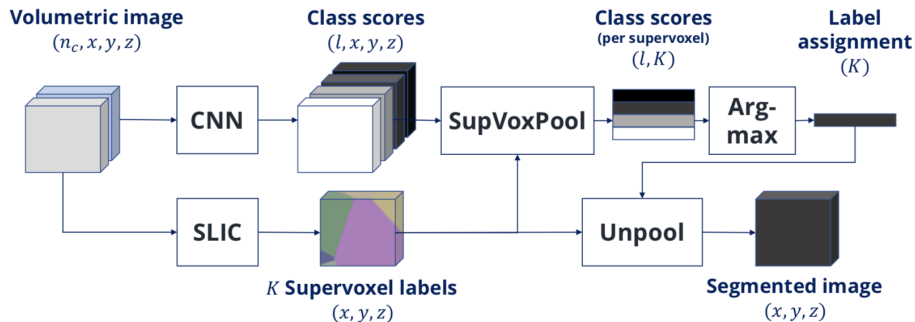 Volumetric image
(n_c, x, y, z)
Class scores
(l, x, y, z)
Class scores
(per supervoxel)
(l, K)
Label
assignment
(K)
CNN
SupVoxPool
Arg-
max
SLIC
Unpool
K Supervoxel labels
(x, y, z)
Segmented image
(x, y, z)